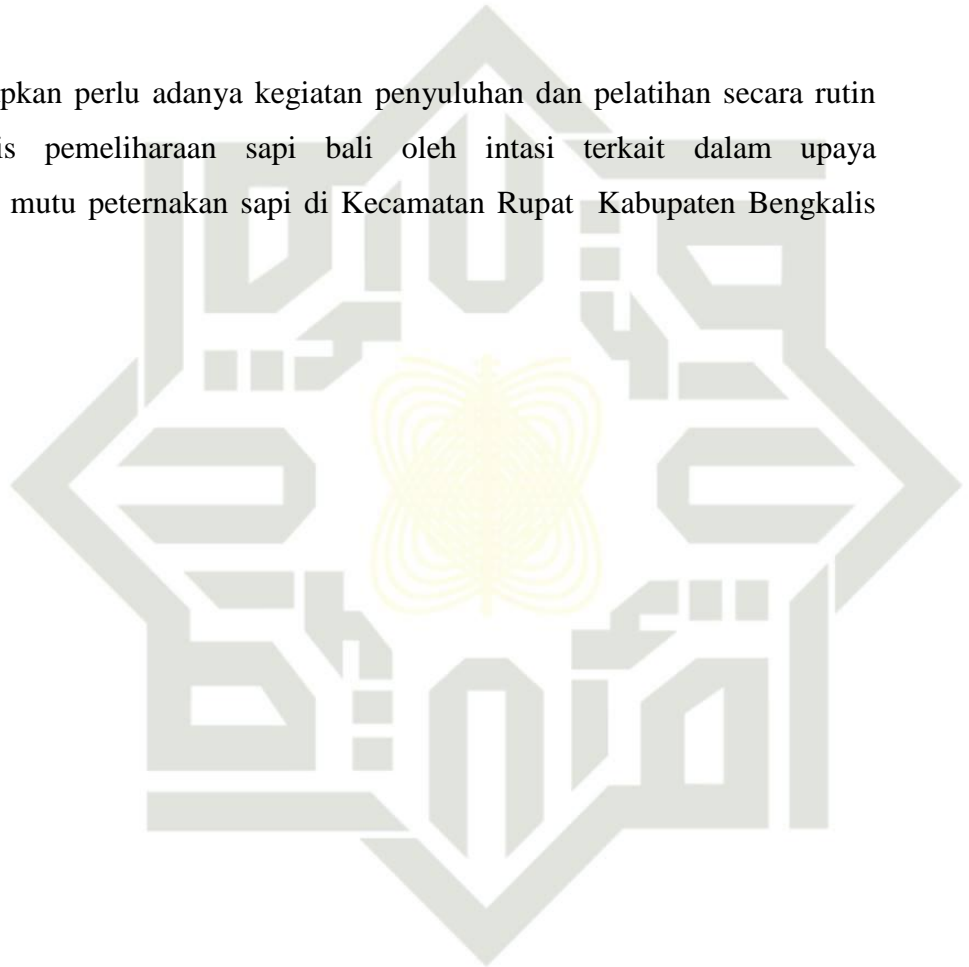 pkan perlu adanya kegiatan penyuluhan dan pelatihan secara rutin
is pemeliharaan sapi bali oleh intasi terkait dalam upaya
mutu peternakan sapi di Kecamatan Rupat Kabupaten Bengkalis